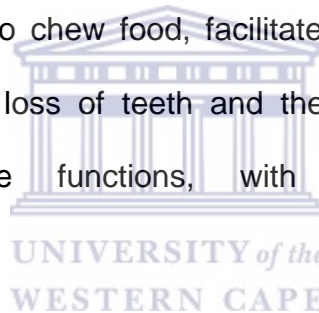 o chew food, facilitate
loss of teeth and the
e functions, with
UNIVERSITY of the
WESTERN CAPE